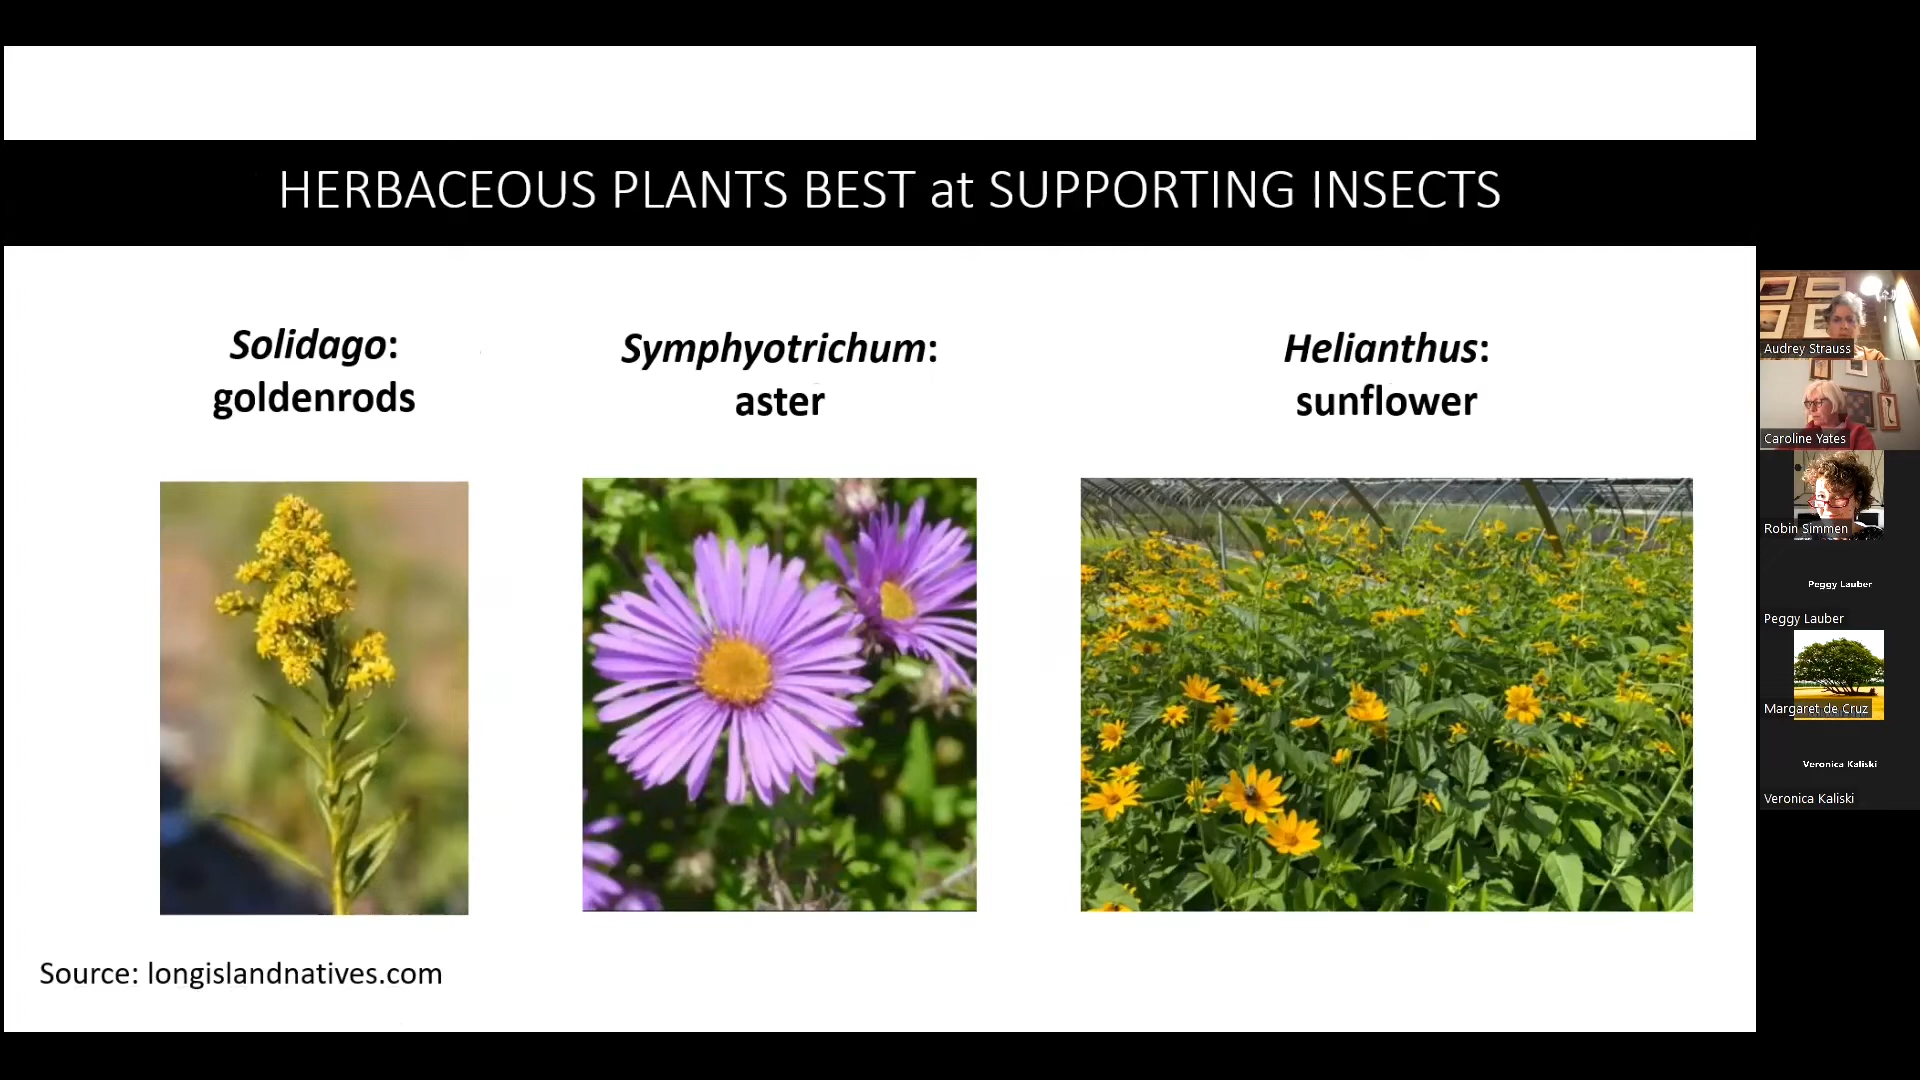 HERBACEOUS PLANTS BEST at SUPPORTING INSECTS
Solidago:
goldenrods
Symphyotrichum:
aster
Helianthus:
sunflower
Source: longislandnatives.com
Audrey Strauss
Caroline Yates
Robin Simmen
Peggy Lauber
Peggy Lauber
Margaret de Cruz
Veronica Kaliski
Veronica Kaliski